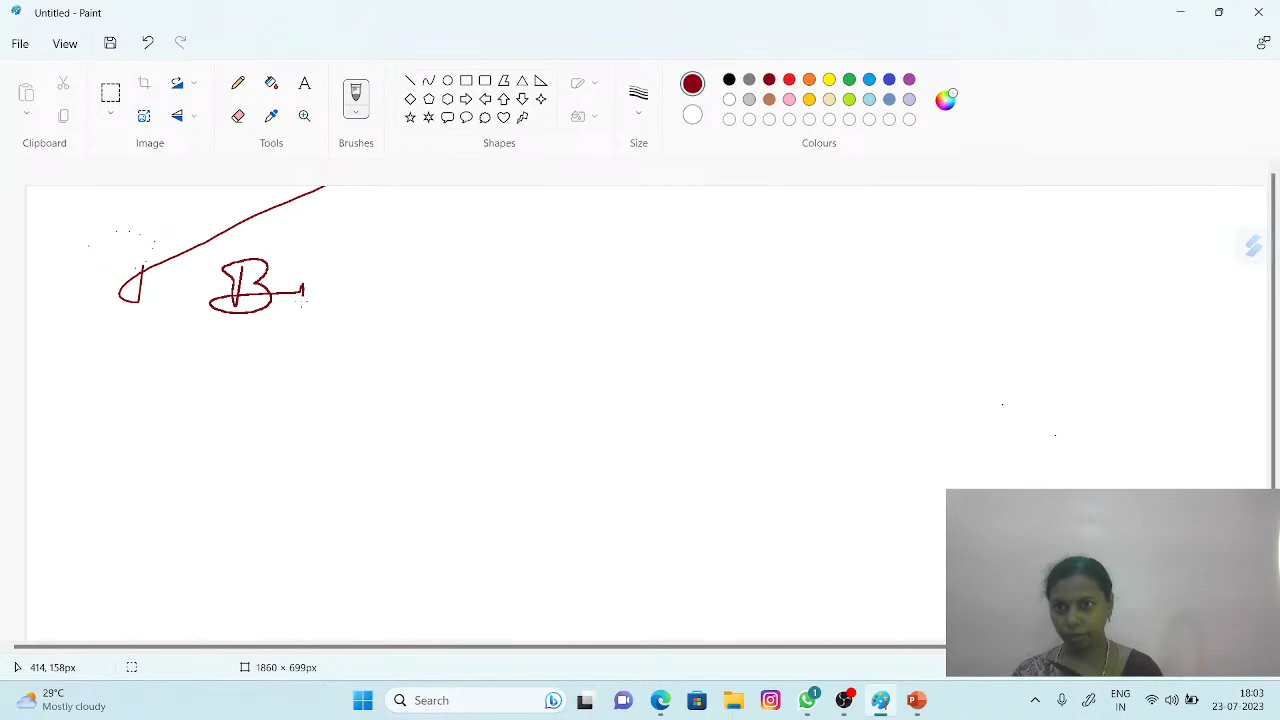 Untitled - Paint
File View
Clipboard Image Tools Brushes Shapes Size Colours
B
414, 158px 1860 × 699px
29°C
Mostly cloudy
Search
1
ENG
IN
18:03
23-07-2023